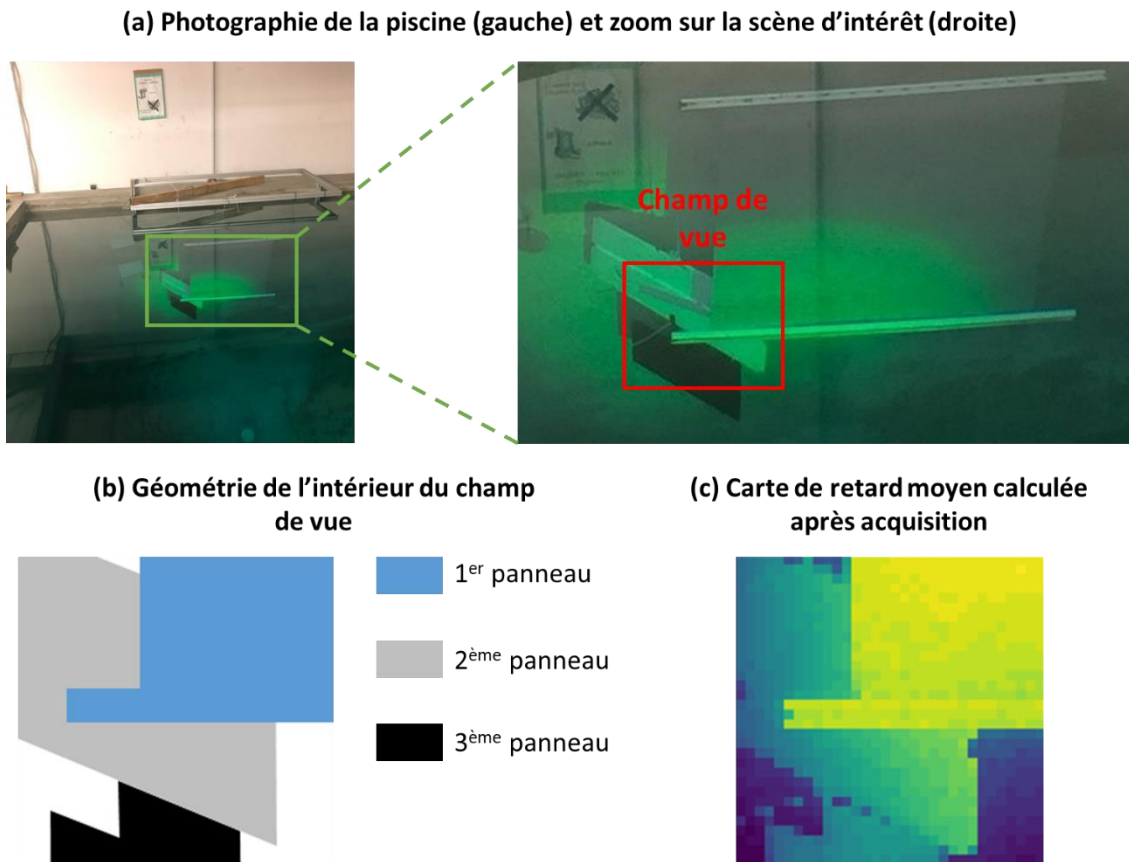 (a) Photographie de la piscine (gauche) et zoom sur la scène d’intérêt (droite)
Champ de
vue
(b) Géométrie de l’intérieur du champ
de vue
1er panneau
2ème panneau
3ème panneau
(c) Carte de retard moyen calculée
après acquisition